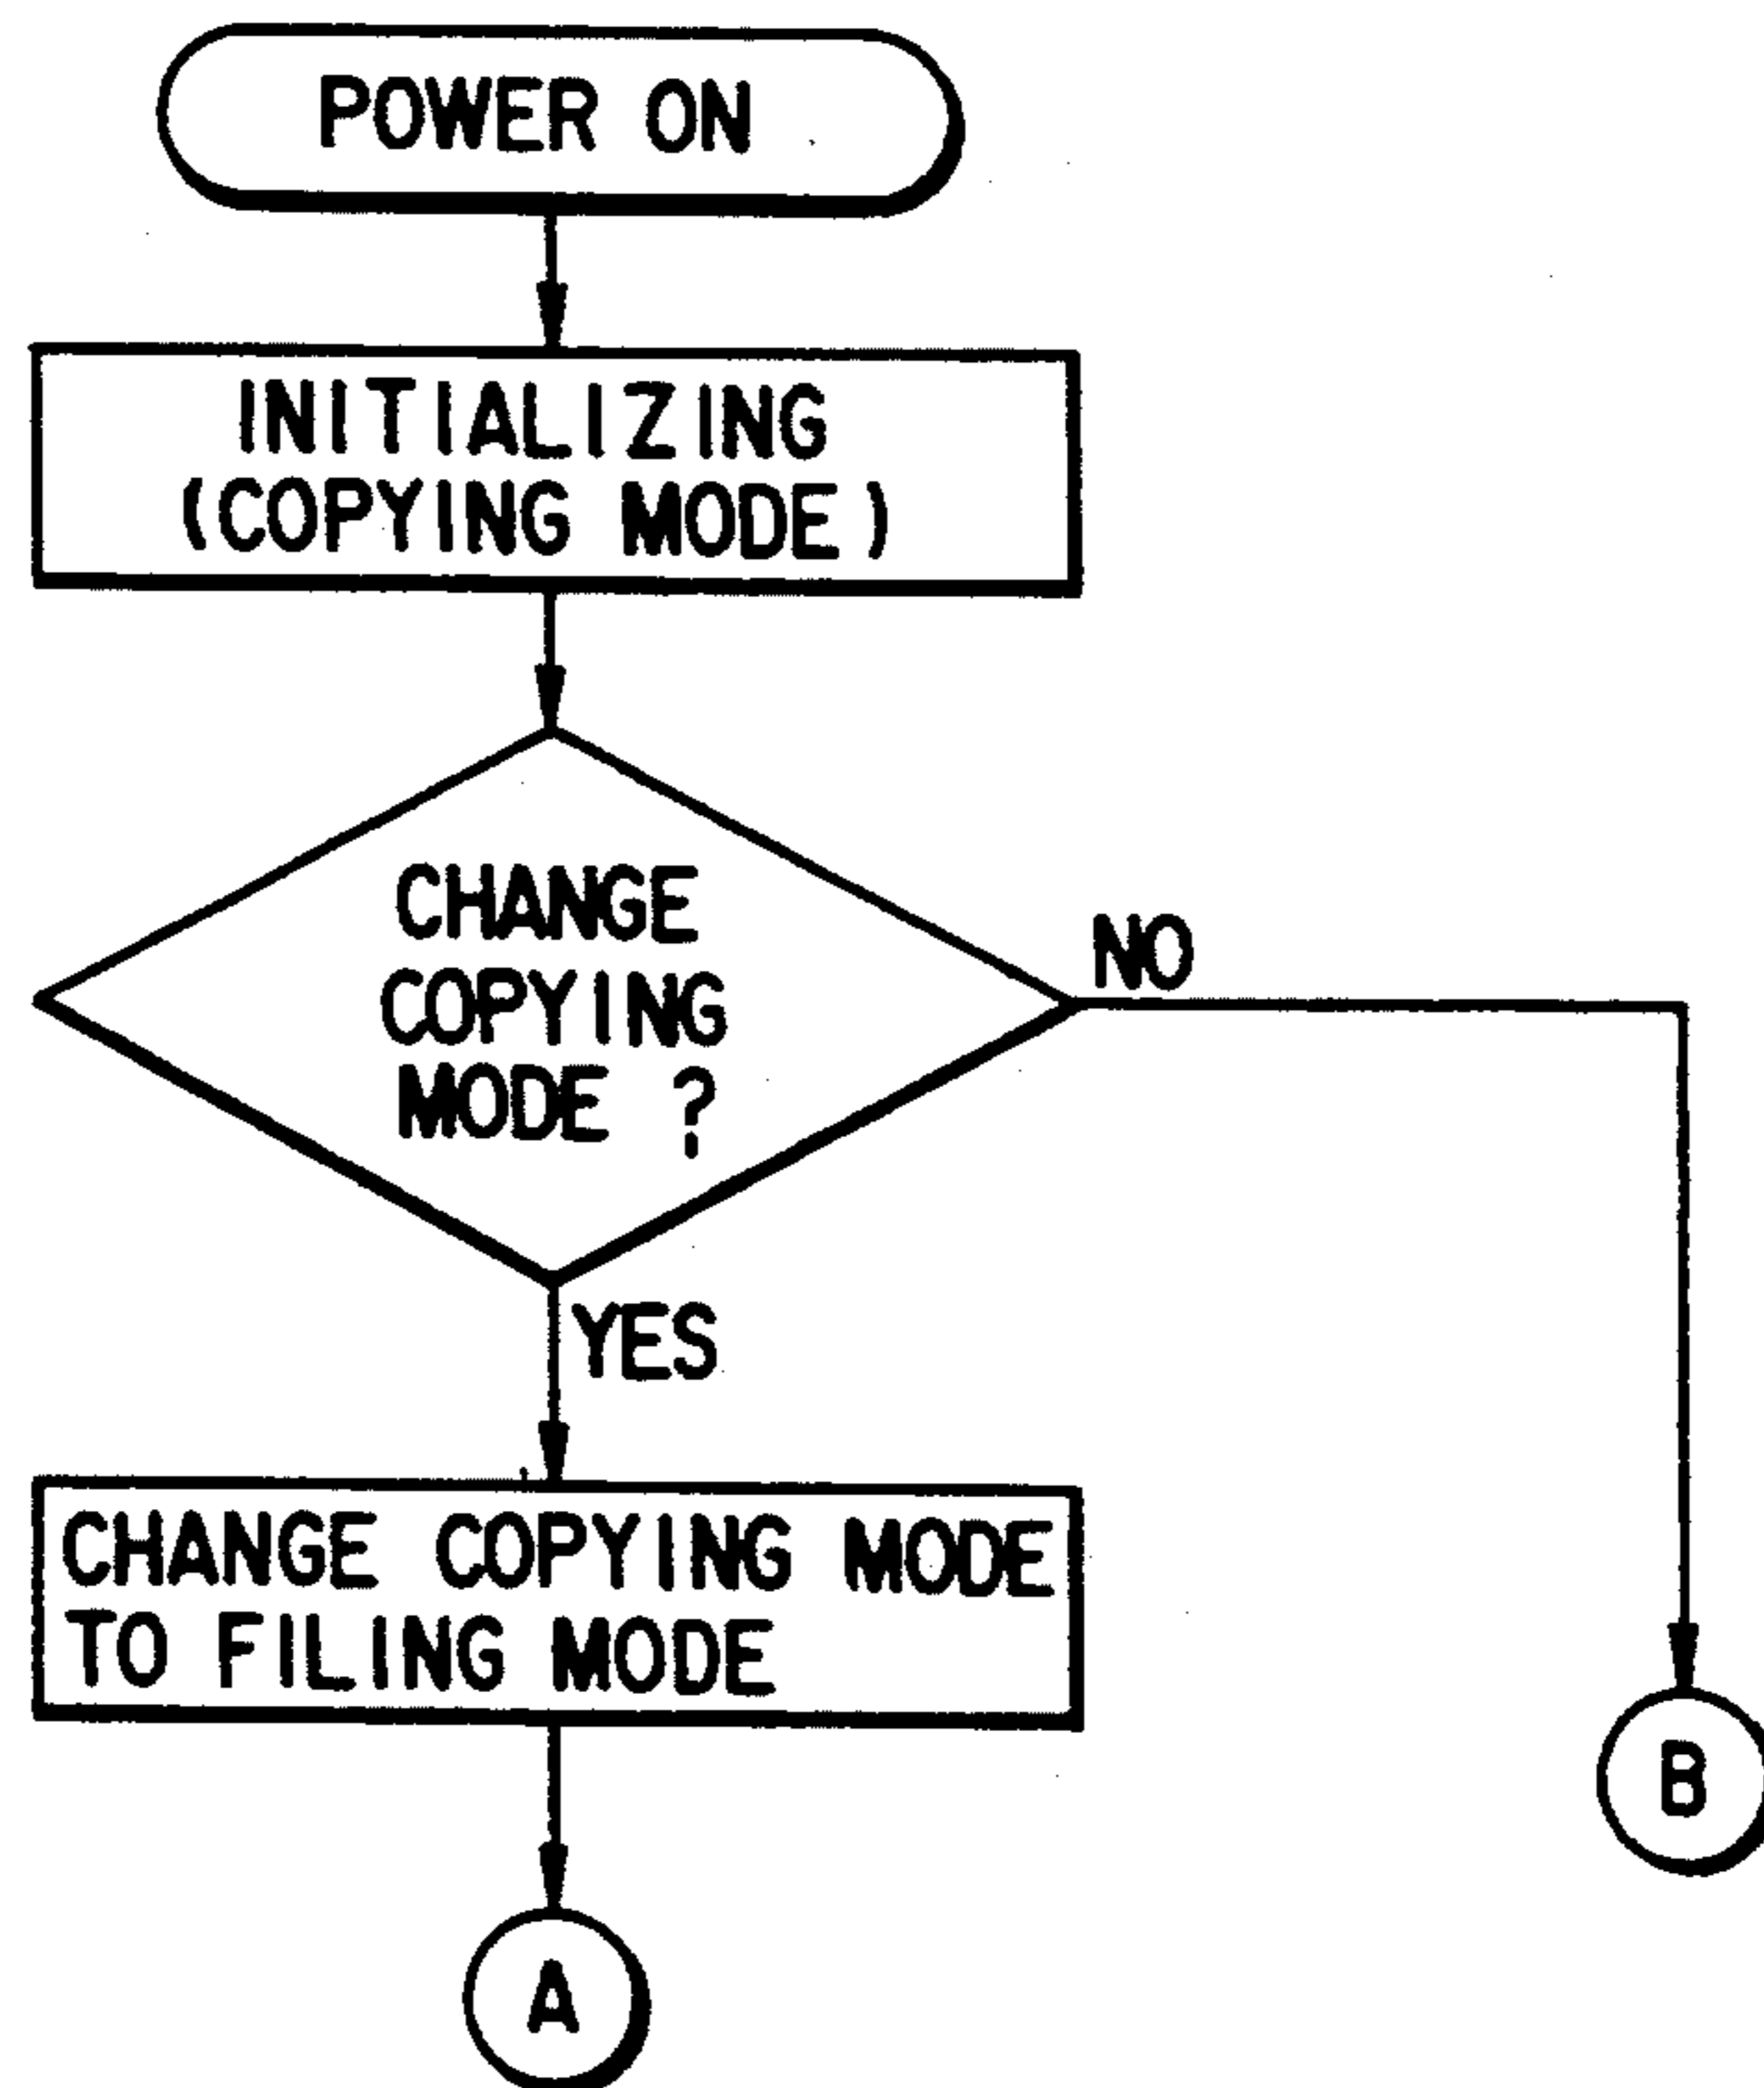 POWER ON
INITIALIZING
(COPYING MODE)
CHANGE
COPYING
MODE ?
NO
YES
CHANGE COPYING MODE
TO FILING MODE
B
A